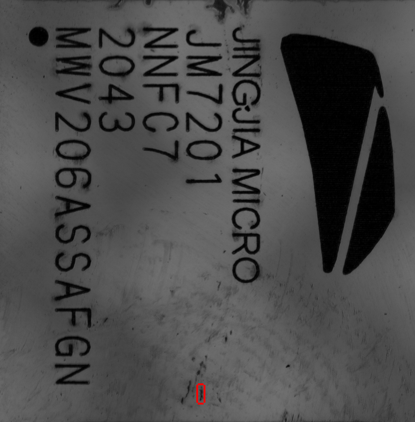 JINGJIA MICRO
JM7201
NNFC7
2043
MWV206ASSAFGN